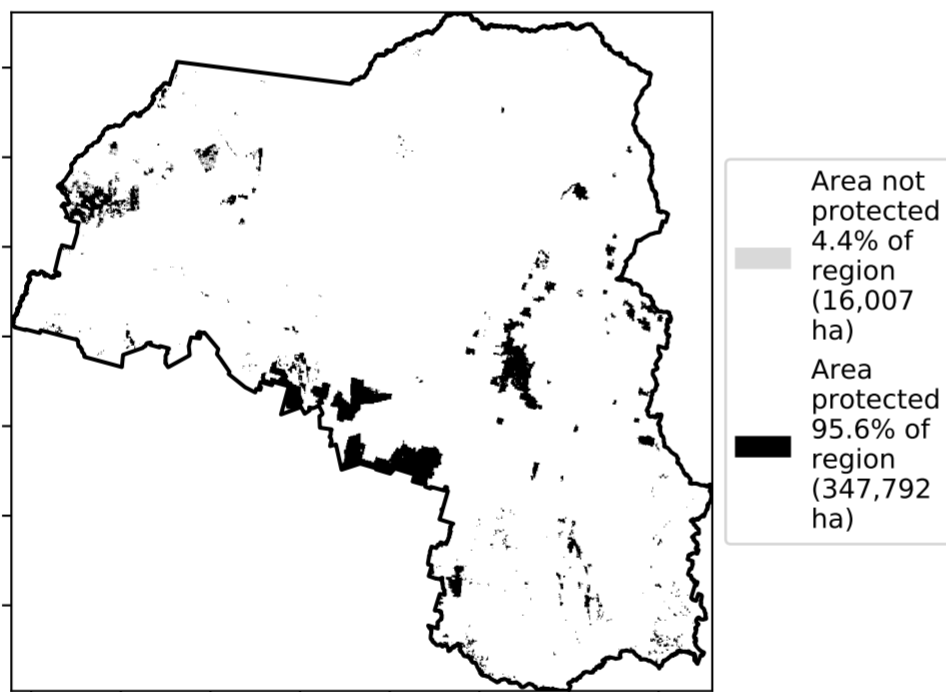 Area not
protected
4.4% of
region
(16,007
ha)
Area
protected
95.6% of
region
(347,792
ha)